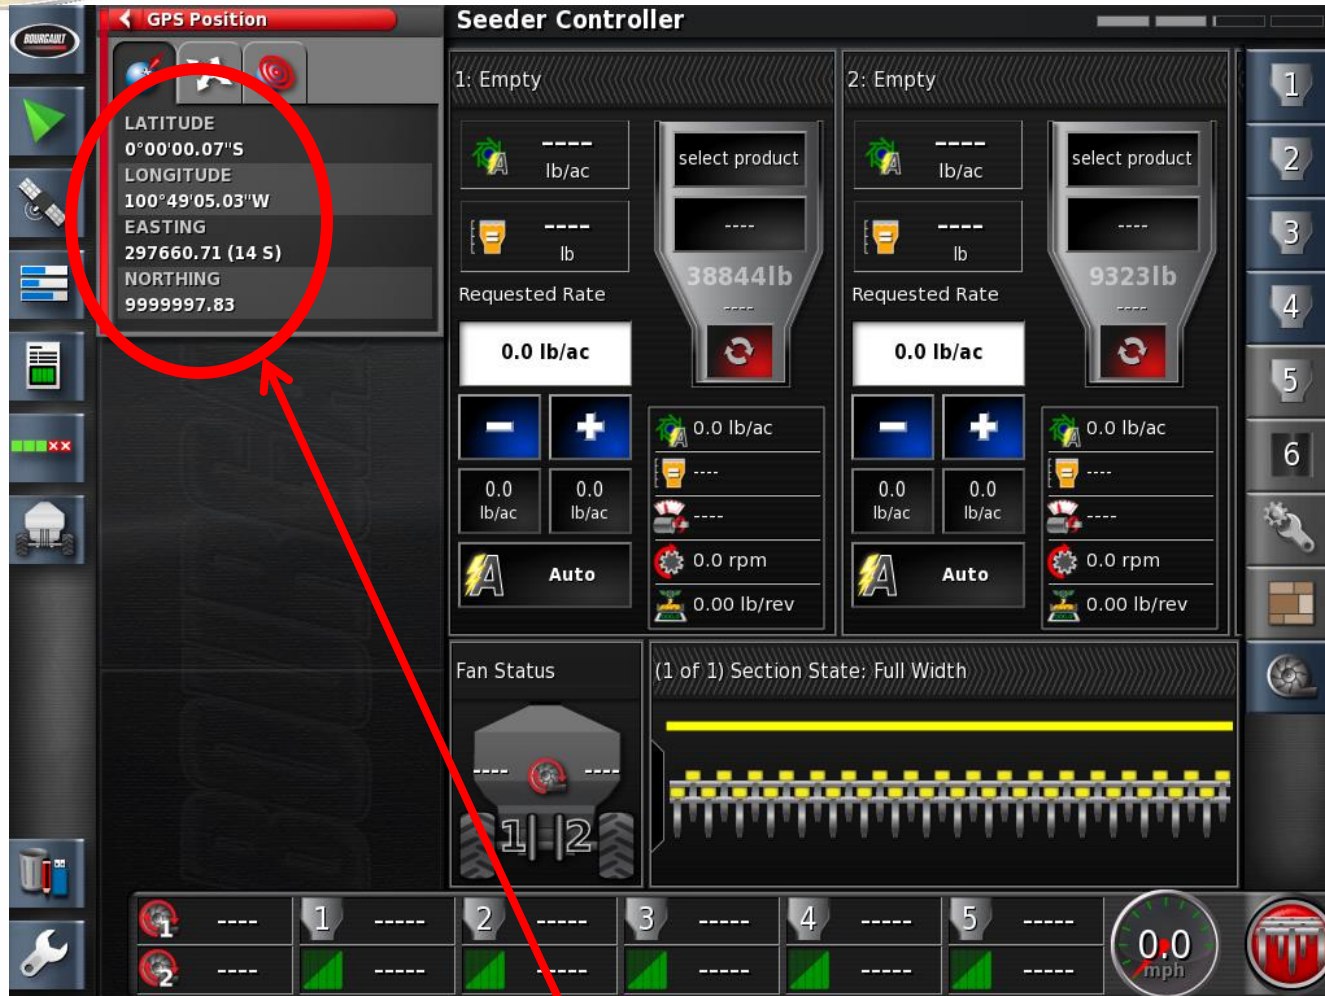 BOURGAULT
GPS Position
Seeder Controller
LATITUDE
0°00'00.07"S
LONGITUDE
100°49'05.03"W
EASTING
297660.71 (14 S)
NORTHING
9999997.83
1: Empty
----
lb/ac
----
lb
select product
----
38844lb
----
Requested Rate
0.0 lb/ac
0.0
lb/ac
0.0
lb/ac
A Auto
A 0.0 lb/ac
----
----
0.0 rpm
0.00 lb/rev
2: Empty
----
lb/ac
----
lb
select product
----
9323lb
----
Requested Rate
0.0 lb/ac
0.0
lb/ac
0.0
lb/ac
A Auto
A 0.0 lb/ac
----
----
0.0 rpm
0.00 lb/rev
1
2
3
4
5
6
Fan Status
---- ----
1 2
(1 of 1) Section State: Full Width
1 ---- 1 ----- 2 ----- 3 ----- 4 ----- 5 -----
2 ---- ----- ----- ----- ----- -----
0.0
mph
BOURGAULT